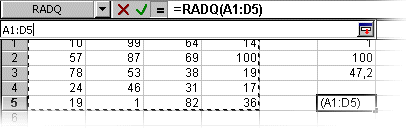 RADQ =RADQ(A1:D5)
A1:D5
1 10 99 64 14 1
2 57 87 69 100 100
3 78 53 38 19 47,2
4 24 46 31 17
5 19 1 82 36 (A1:D5)